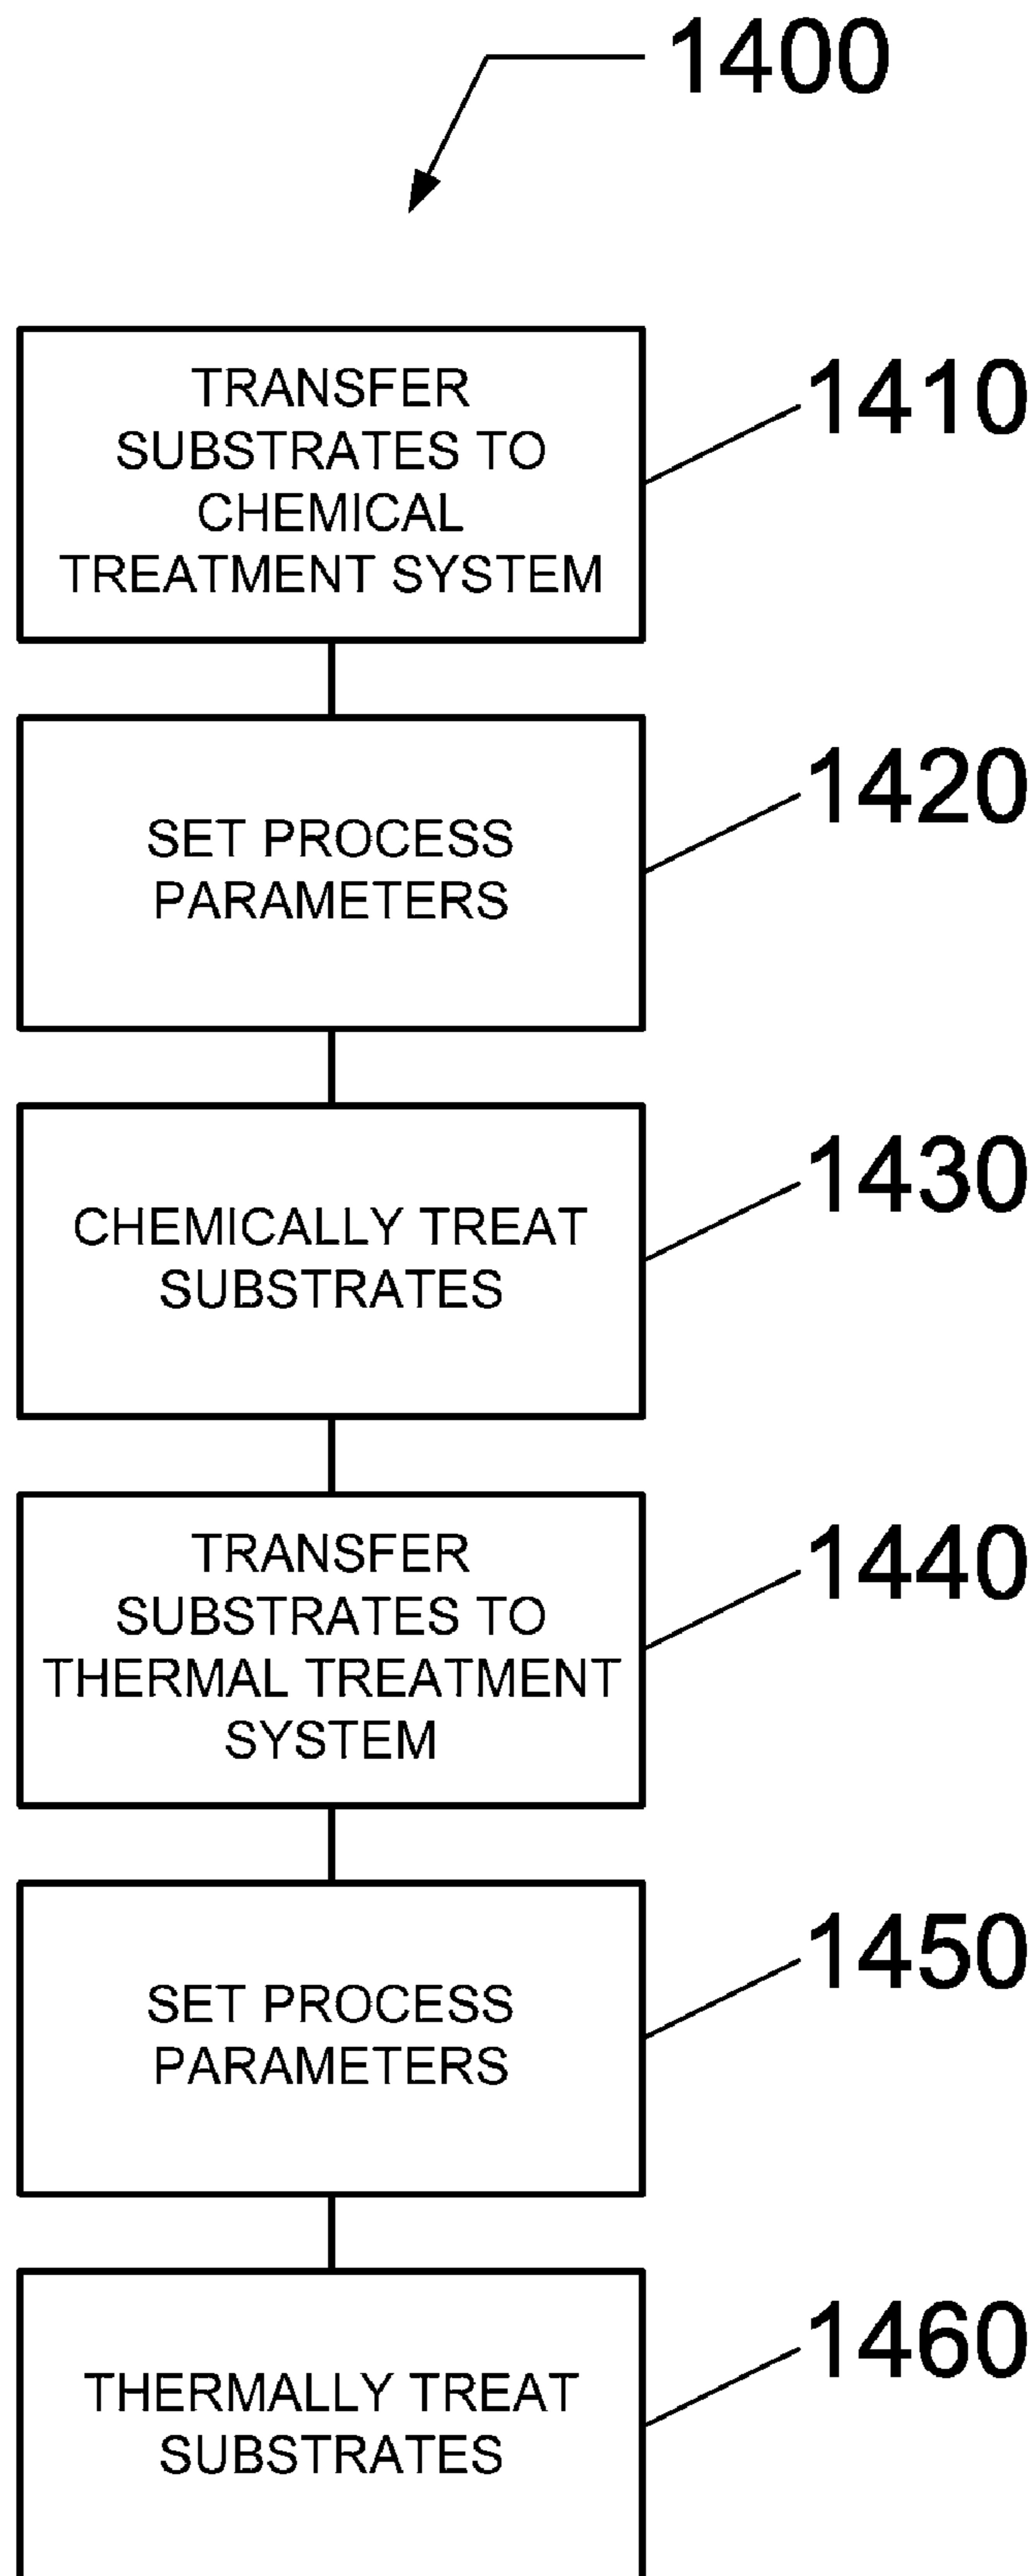 1400
TRANSFER
SUBSTRATES TO
CHEMICAL
TREATMENT SYSTEM
1410
SET PROCESS
PARAMETERS
1420
CHEMICALLY TREAT
SUBSTRATES
1430
TRANSFER
SUBSTRATES TO
THERMAL TREATMENT
SYSTEM
1440
SET PROCESS
PARAMETERS
1450
THERMALLY TREAT
SUBSTRATES
1460